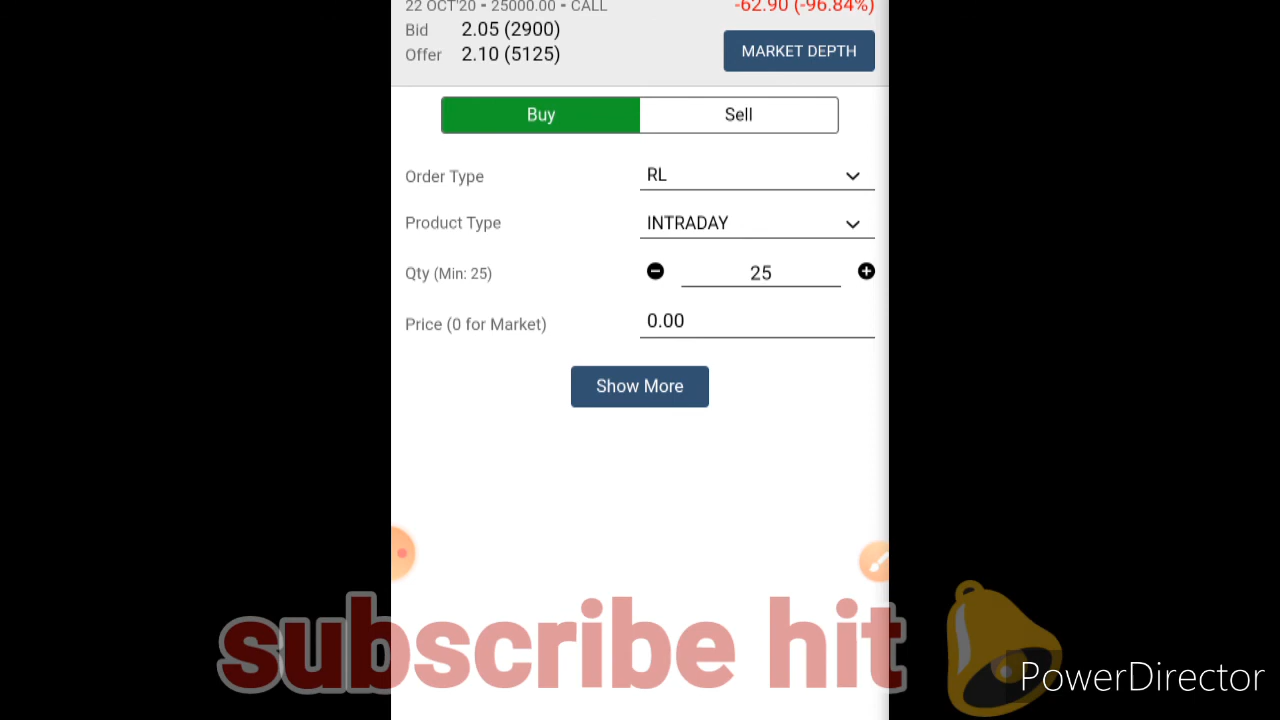 22 OCT'20 - 25000.00 - CALL -62.90 (-96.84%)
Bid 2.05 (2900)
Offer 2.10 (5125)
MARKET DEPTH
Buy Sell
Order Type RL
Product Type INTRADAY
Qty (Min: 25) 25
Price (0 for Market) 0.00
Show More
subscribe hit
PowerDirector